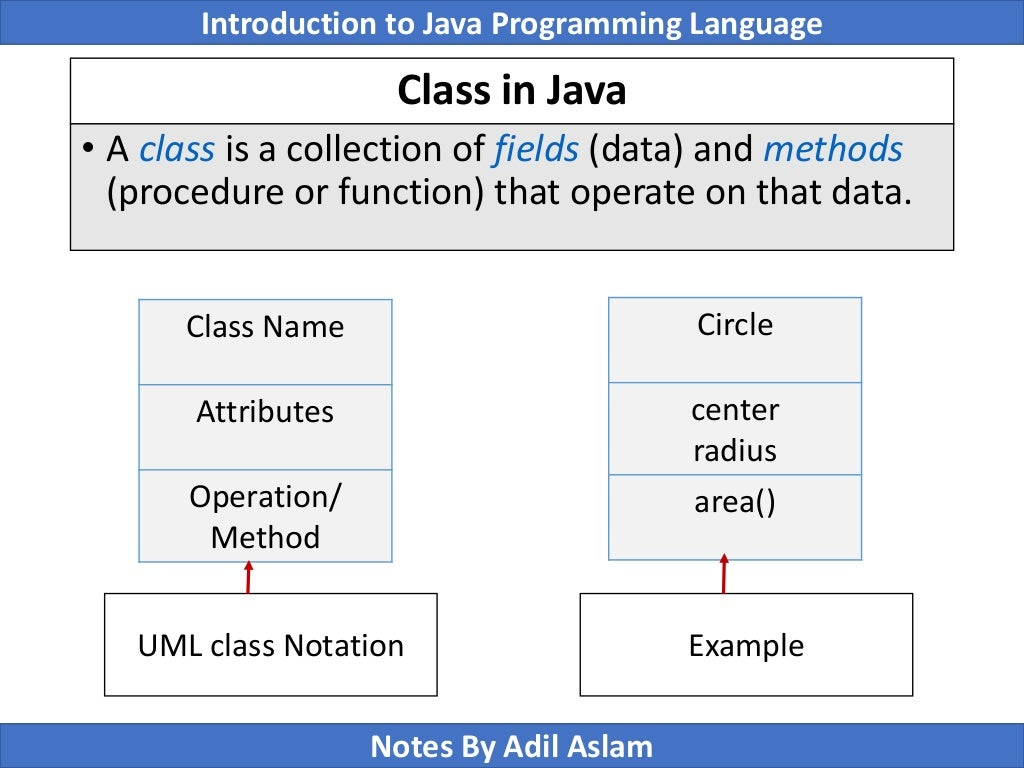 Introduction to Java Programming Language
Class in Java
• A class is a collection of fields (data) and methods
(procedure or function) that operate on that data.
Class Name
Attributes
Operation/
Method
UML class Notation
Circle
center
radius
area()
Example
Notes By Adil Aslam